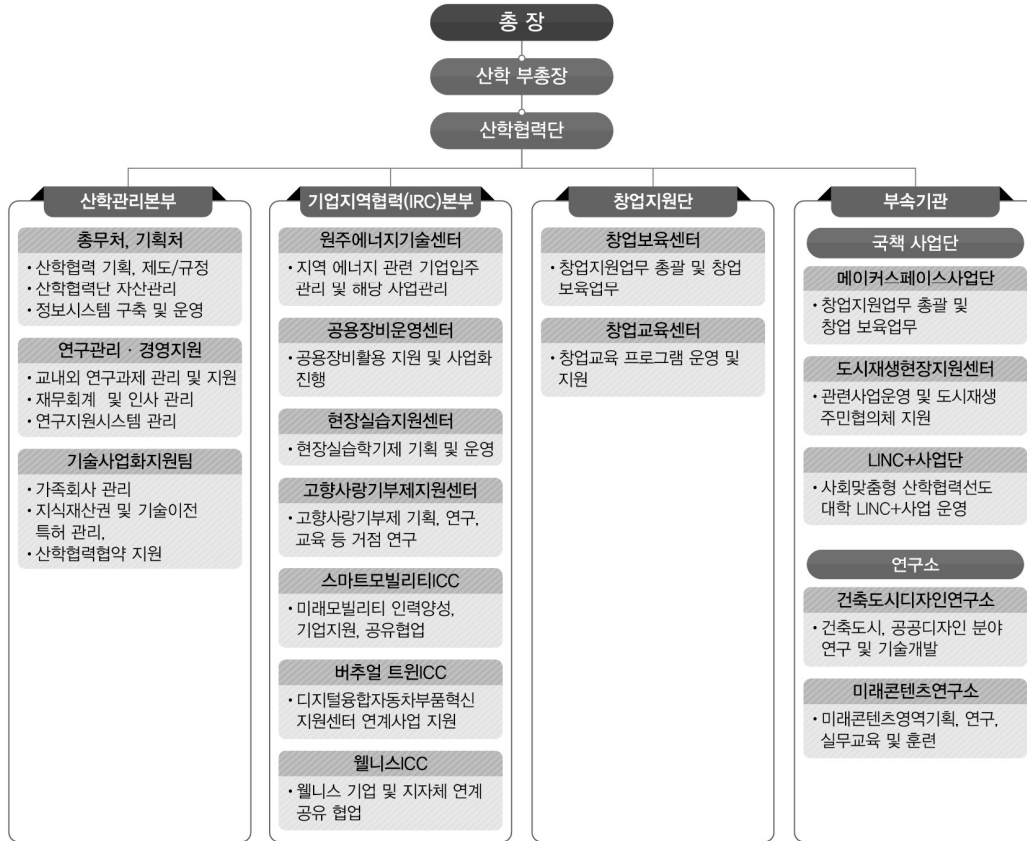 총 장
산학 부총장
산학협력단
산학관리본부
총무처, 기획처
• 산학협력 기획, 제도/규정
• 산학협력단 자산관리
• 정보시스템 구축 및 운영
연구관리 · 경영지원
• 교내외 연구과제 관리 및 지원
• 재무회계 및 인사 관리
• 연구지원시스템 관리
기술사업화지원팀
• 가족회사 관리
• 지식재산권 및 기술이전
특허 관리,
• 산학협력협약 지원
기업지역협력(IRC)본부
원주에너지기술센터
• 지역 에너지 관련 기업입주
관리 및 해당 사업관리
공용장비운영센터
• 공용장비활용 지원 및 사업화
진행
현장실습지원센터
• 현장실습학기제 기획 및 운영
고향사랑기부제지원센터
• 고향사랑기부제 기획, 연구,
교육 등 거점 연구
스마트모빌리티ICC
• 미래모빌리티 인력양성,
기업지원, 공유협업
버추얼 트윈ICC
• 디지털융합자동차부품혁신
지원센터 연계사업 지원
웰니스ICC
• 웰니스 기업 및 지자체 연계
공유 협업
창업지원단
창업보육센터
• 창업지원업무 총괄 및 창업
보육업무
창업교육센터
• 창업교육 프로그램 운영 및
지원
부속기관
국책 사업단
메이커스페이스사업단
• 창업지원업무 총괄 및
창업 보육업무
도시재생현장지원센터
• 관련사업운영 및 도시재생
주민협의체 지원
LINC+사업단
• 사회맞춤형 산학협력선도
대학 LINC+사업 운영
연구소
건축도시디자인연구소
• 건축도시, 공공디자인 분야
연구 및 기술개발
미래콘텐츠연구소
• 미래콘텐츠영역기획, 연구,
실무교육 및 훈련